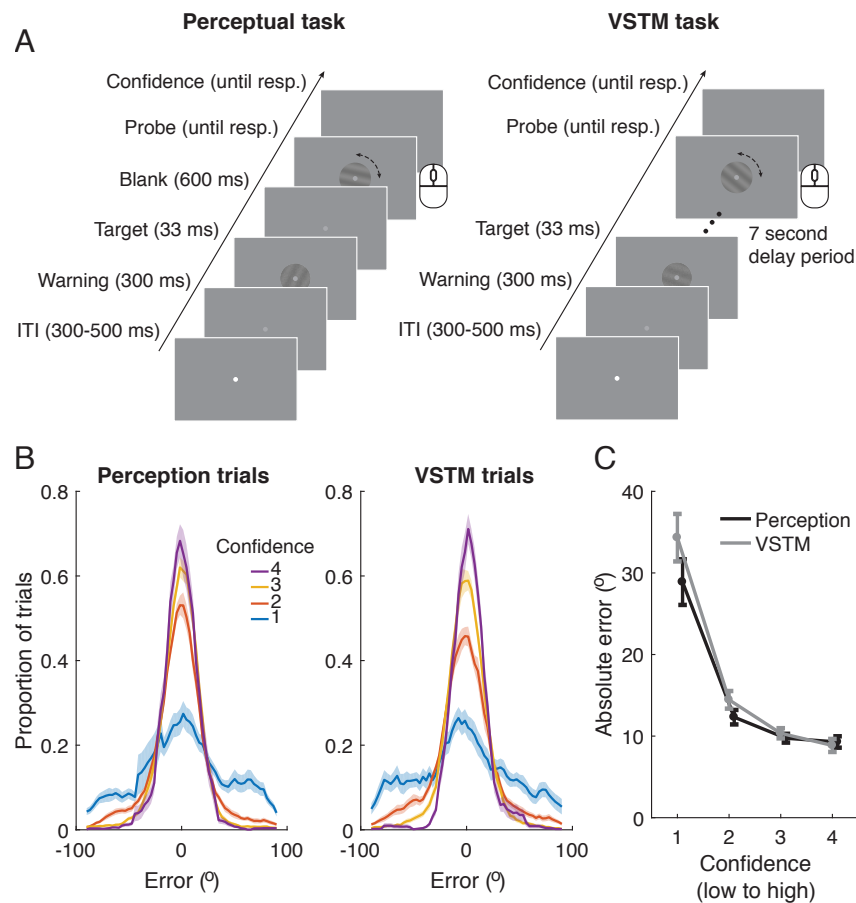 A
Perceptual task
Confidence (until resp.)
Probe (until resp.)
Blank (600 ms)
Target (33 ms)
Warning (300 ms)
ITI (300-500 ms)
VSTM task
Confidence (until resp.)
Probe (until resp.)
Target (33 ms)
7 second
delay period
Warning (300 ms)
ITI (300-500 ms)
B
Perception trials
Proportion of trials
0.8
0.6
0.4
0.2
0
-100
0
100
Error (º)
Confidence
4
3
2
1
VSTM trials
0.8
0.6
0.4
0.2
0
-100
0
100
Error (º)
C
Absolute error (º)
40
30
20
10
0
Perception
VSTM
1
2
3
4
Confidence
(low to high)